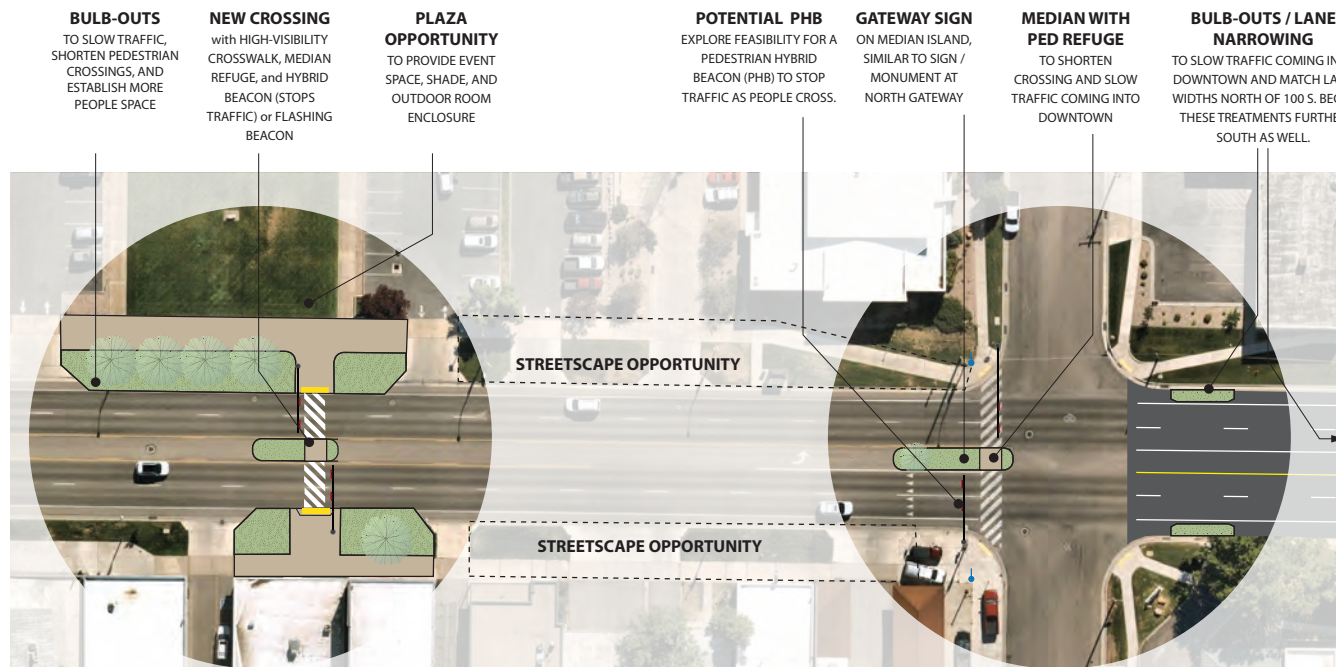 BULB-OUTS
TO SLOW TRAFFIC,
SHORTEN PEDESTRIAN
CROSSINGS, AND
ESTABLISH MORE
PEOPLE SPACE
NEW CROSSING
with HIGH-VISIBILITY
CROSSWALK, MEDIAN
REFUGE, and HYBRID
BEACON (STOPS
TRAFFIC) or FLASHING
BEACON
PLAZA
OPPORTUNITY
TO PROVIDE EVENT
SPACE, SHADE, AND
OUTDOOR ROOM
ENCLOSURE
POTENTIAL PHB
EXPLORE FEASIBILITY FOR A
PEDESTRIAN HYBRID
BEACON (PHB) TO STOP
TRAFFIC AS PEOPLE CROSS.
GATEWAY SIGN
ON MEDIAN ISLAND,
SIMILAR TO SIGN /
MONUMENT AT
NORTH GATEWAY
MEDIAN WITH
PED REFUGE
TO SHORTEN
CROSSING AND SLOW
TRAFFIC COMING INTO
DOWNTOWN
BULB-OUTS / LANE
NARROWING
TO SLOW TRAFFIC COMING IN
DOWNTOWN AND MATCH LA
WIDTHS NORTH OF 100 S. BEG
THESE TREATMENTS FURTHE
SOUTH AS WELL.
STREETSCAPE OPPORTUNITY
STREETSCAPE OPPORTUNITY